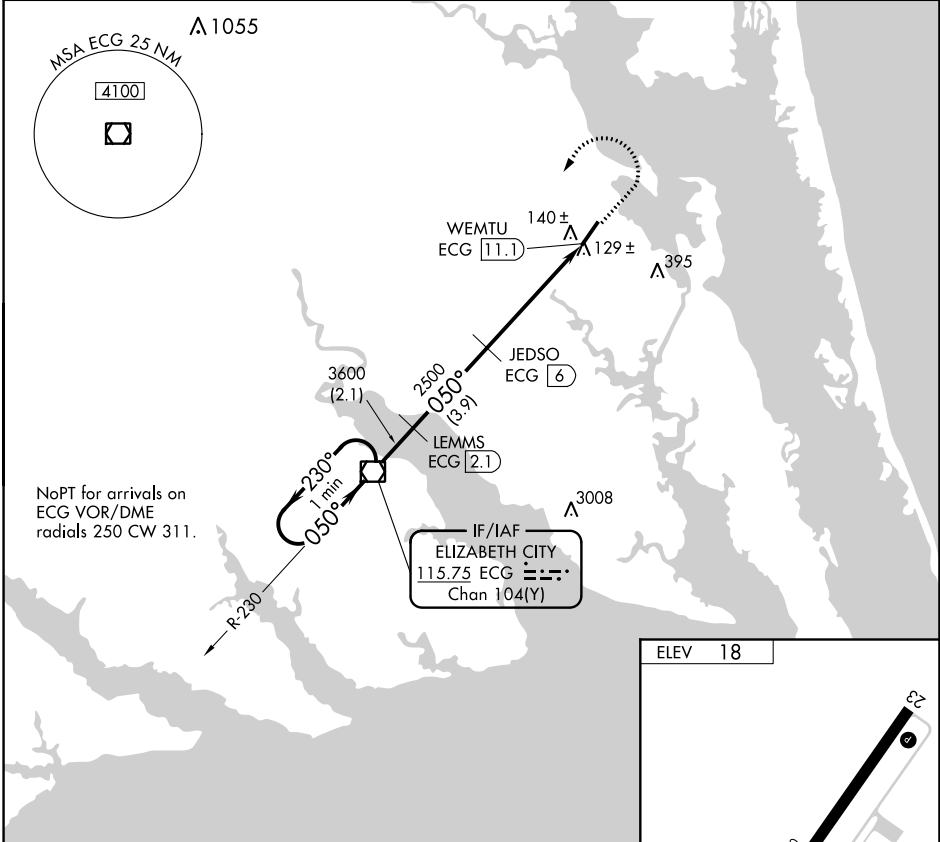 1055
MSA ECG 25 NM
4100
WEMTU
ECG 11.1
140 ±
129 ±
395
JEDSO
ECG 6
3600
(2.1)
2500
050°
(3.9)
LEMMS
ECG 2.1
230°
1 min
050°
NoPT for arrivals on
ECG VOR/DME
radials 250 CW 311.
3008
IF/IAF
ELIZABETH CITY
115.75 ECG
Chan 104(Y)
R-230
ELEV 18
23
P